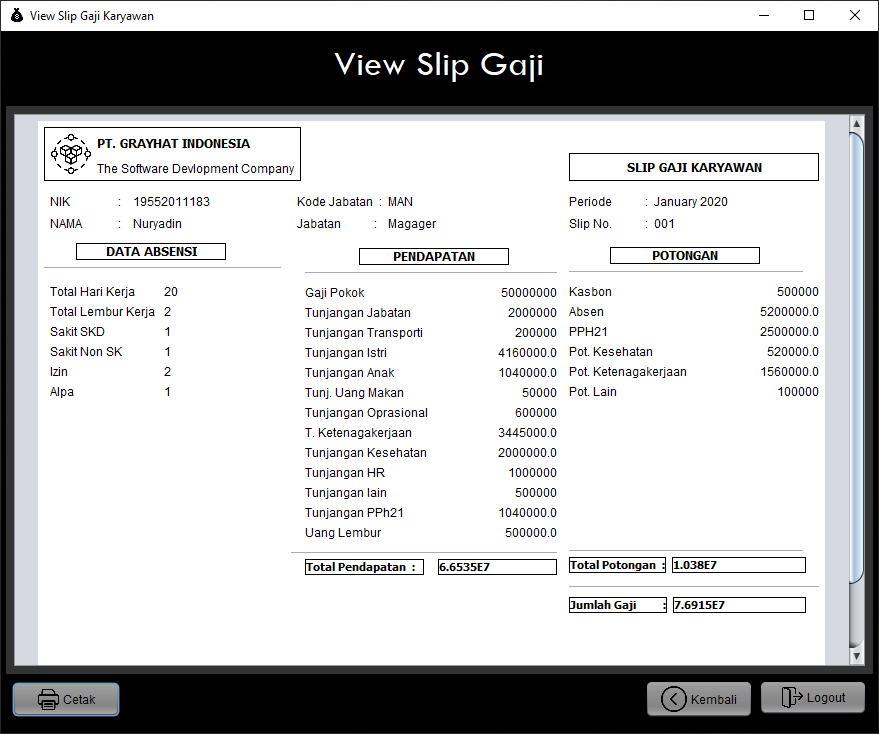 View Slip Gaji Karyawan
View Slip Gaji
PT. GRAYHAT INDONESIA
The Software Devlopment Company
SLIP GAJI KARYAWAN
NIK : 19552011183 Kode Jabatan : MAN Periode : January 2020
NAMA : Nuryadin Jabatan : Magager Slip No. : 001
DATA ABSENSI
Total Hari Kerja 20
Total Lembur Kerja 2
Sakit SKD 1
Sakit Non SK 1
Izin 2
Alpa 1
PENDAPATAN
Gaji Pokok 50000000
Tunjangan Jabatan 2000000
Tunjangan Transporti 200000
Tunjangan Istri 4160000.0
Tunjangan Anak 1040000.0
Tunj. Uang Makan 50000
Tunjangan Oprasional 600000
T. Ketenagakerjaan 3445000.0
Tunjangan Kesehatan 2000000.0
Tunjangan HR 1000000
Tunjangan lain 500000
Tunjangan PPh21 1040000.0
Uang Lembur 500000.0
Total Pendapatan : 6.6535E7
POTONGAN
Kasbon 500000
Absen 5200000.0
PPH21 2500000.0
Pot. Kesehatan 520000.0
Pot. Ketenagakerjaan 1560000.0
Pot. Lain 100000
Total Potongan : 1.038E7
Jumlah Gaji : 7.6915E7
Cetak
Kembali
Logout